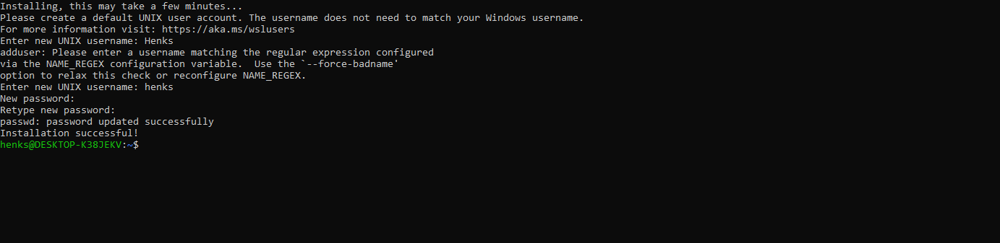 Installing, this may take a few minutes...
Please create a default UNIX user account. The username does not need to match your Windows username.
For more information visit: https://aka.ms/wslusers
Enter new UNIX username: Henks
adduser: Please enter a username matching the regular expression configured
via the NAME_REGEX configuration variable.  Use the `--force-badname'
option to relax this check or reconfigure NAME_REGEX.
Enter new UNIX username: henks
New password:
Retype new password:
passwd: password updated successfully
Installation successful!
henks@DESKTOP-K38JEKV:~$